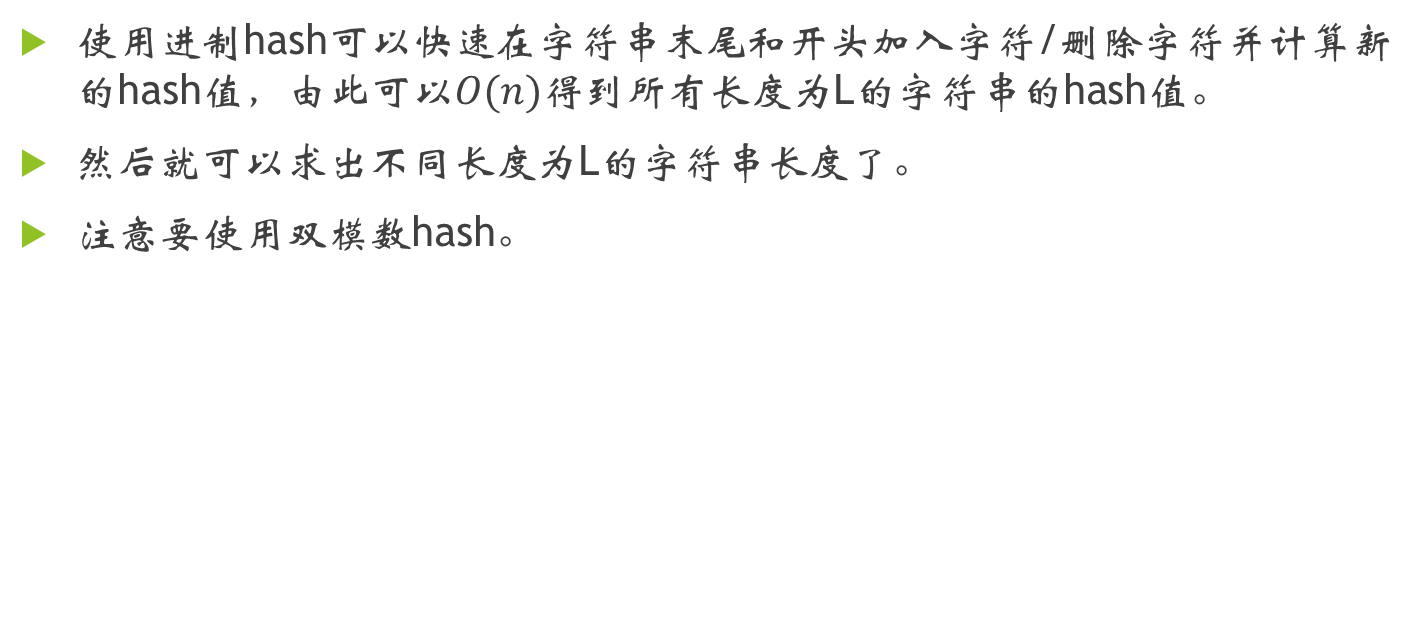 使用进制hash可以快速在字符串末尾和开头加入字符/删除字符并计算新
的hash值，由此可以O(n)得到所有长度为L的字符串的hash值。
然后就可以求出不同长度为L的字符串长度了。
注意要使用双模数hash。